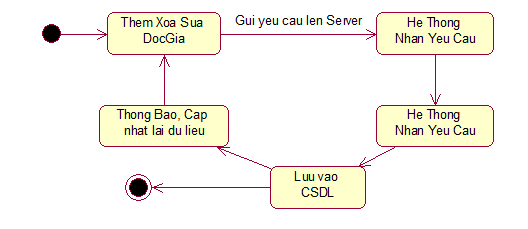 Them Xoa Sua
DocGia
Gui yeu cau len Server
He Thong
Nhan Yeu Cau
Thong Bao, Cap
nhat lai du lieu
He Thong
Nhan Yeu Cau
Luu vao
CSDL